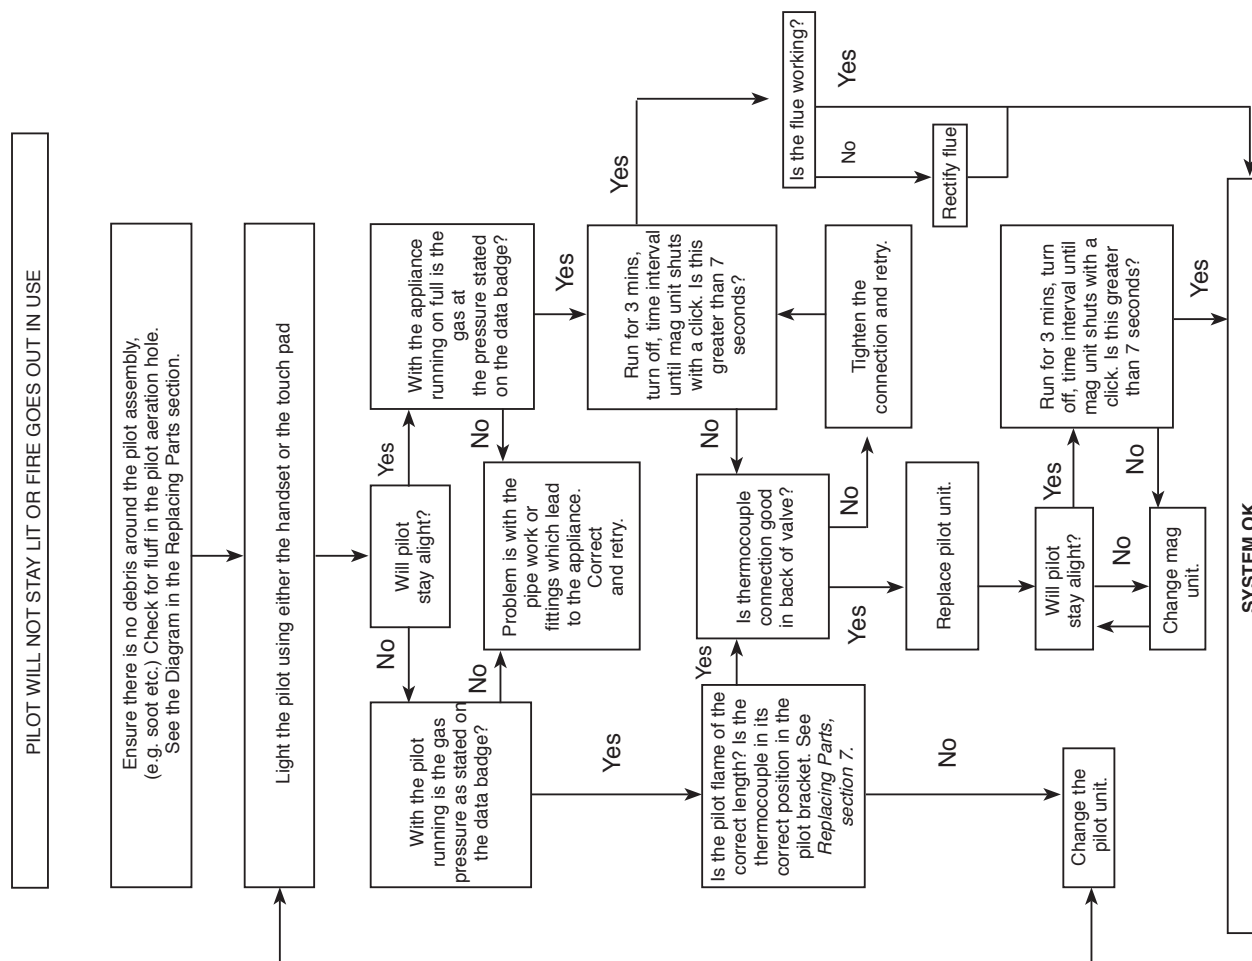 PILOT WILL NOT STAY LIT OR FIRE GOES OUT IN USE
Ensure there is no debris around the pilot assembly,
(e.g. soot etc.) Check for fluff in the pilot aeration hole.
See the Diagram in the Replacing Parts section.
Light the pilot using either the handset or the touch pad
Will pilot
stay alight?
No
Yes
With the pilot
running is the gas
pressure as stated on
the data badge?
No
Yes
Problem is with the
pipe work or
fittings which lead
to the appliance.
Correct
and retry.
With the appliance
running on full is the
gas at
the pressure stated
on the data badge?
No
Yes
Is the pilot flame of the
correct length? Is the
thermocouple in its
correct position in the
pilot bracket. See
Replacing Parts,
section 7.
Yes
No
Is thermocouple
connection good
in back of valve?
Yes
No
Run for 3 mins,
turn off, time interval
until mag unit shuts
with a click. Is this
greater than 7
seconds?
No
Yes
Is the flue working?
No
Yes
Rectify flue
Tighten the
connection and retry.
Replace pilot unit.
Change the
pilot unit.
Will pilot
stay alight?
Yes
No
Change mag
unit.
Run for 3 mins, turn
off, time interval until
mag unit shuts with a
click. Is this greater
than 7 seconds?
No
Yes
SYSTEM OK